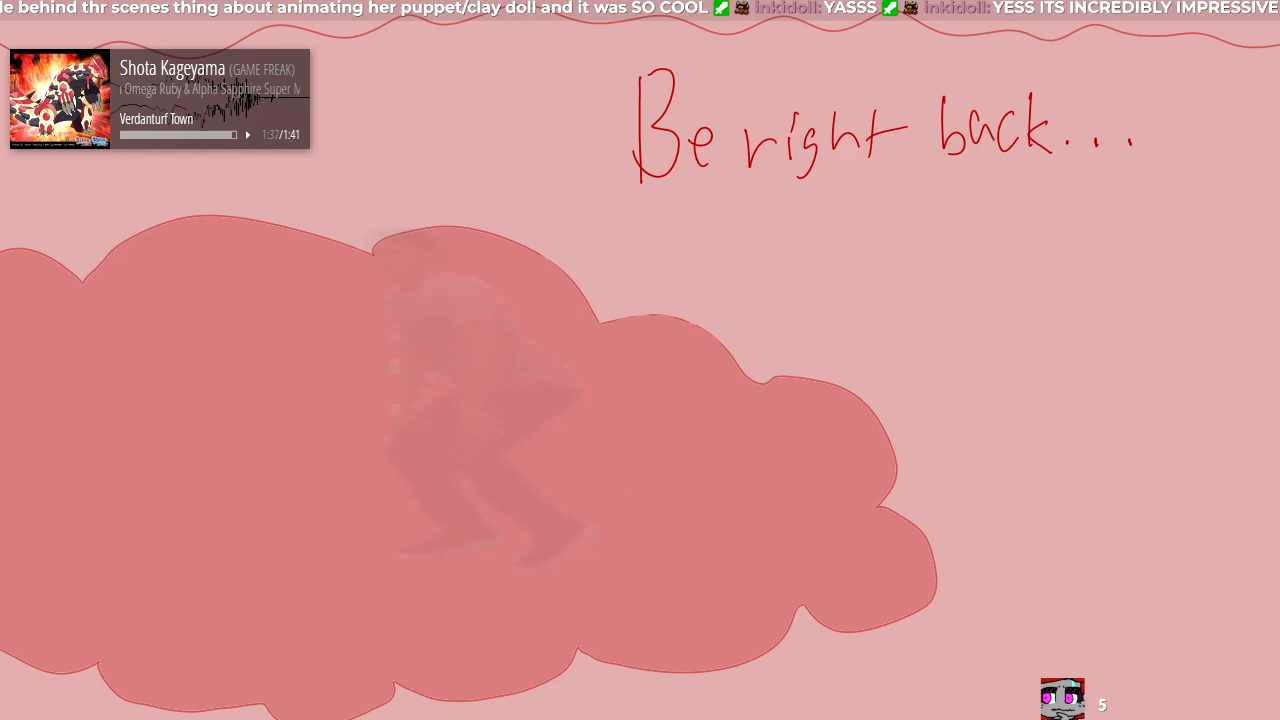 le behind thr scenes thing about animating her puppet/clay doll and it was SO COOL inkidoll: YASSS inkidoll: YESS ITS INCREDIBLY IMPRESSIVE
Shota Kageyama (GAME FREAK)
Omega Ruby & Alpha Sapphire Super M
Verdanturf Town
1:37/1:41
Be right back...
5